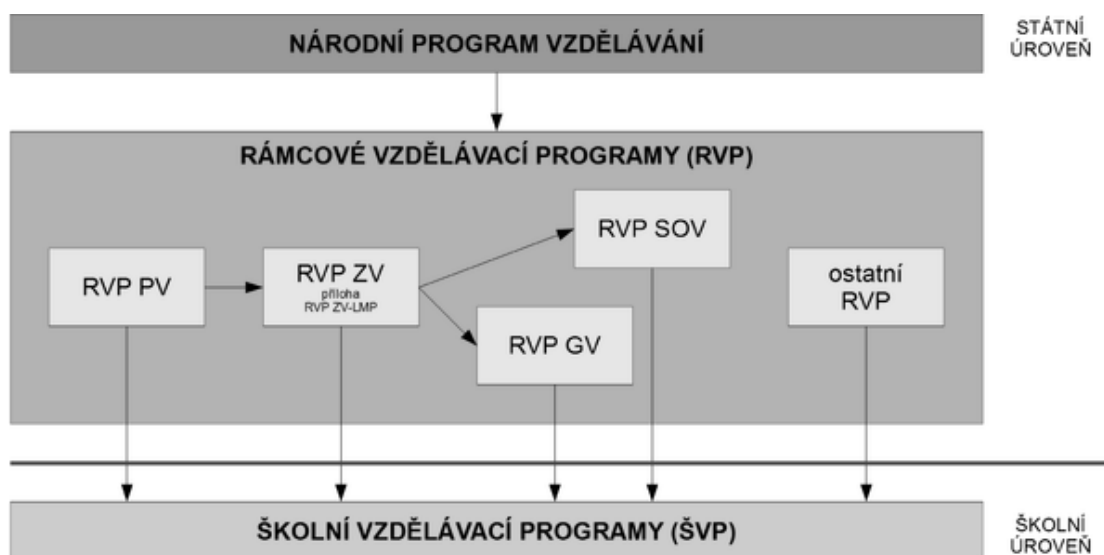 NÁRODNÍ PROGRAM VZDĚLÁVÁNÍ
STÁTNÍ
ÚROVEŇ
RÁMCOVÉ VZDĚLÁVACÍ PROGRAMY (RVP)
RVP PV
RVP ZV
příloha
RVP ZV-LMP
RVP SOV
RVP GV
ostatní
RVP
ŠKOLNÍ VZDĚLÁVACÍ PROGRAMY (ŠVP)
ŠKOLNÍ
ÚROVEŇ